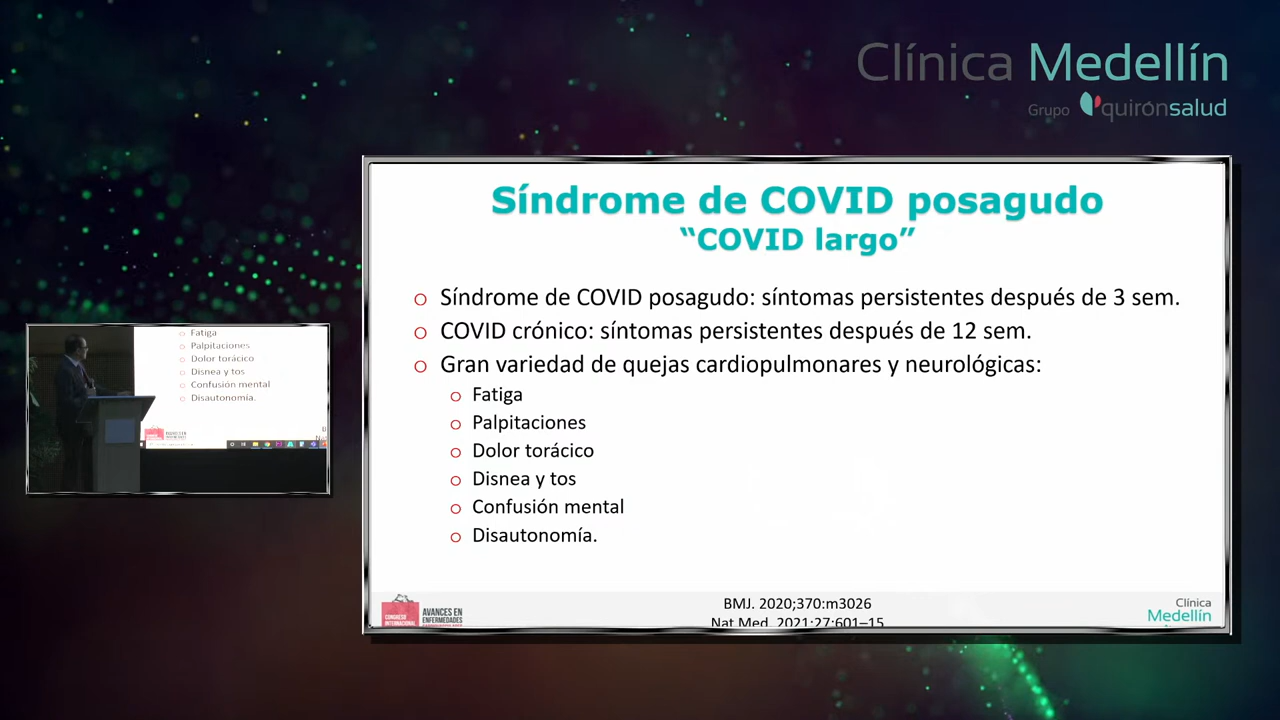 Clínica Medellín
Grupo quirónsalud
Síndrome de COVID posagudo
“COVID largo”
Síndrome de COVID posagudo: síntomas persistentes después de 3 sem.
COVID crónico: síntomas persistentes después de 12 sem.
Gran variedad de quejas cardiopulmonares y neurológicas:
Fatiga
Palpitaciones
Dolor torácico
Disnea y tos
Confusión mental
Disautonomía.
BMJ. 2020;370:m3026
Nat Med. 2021;27:601–15
CONGRESO
INTERNACIONAL
AVANCES EN
ENFERMEDADES
Clínica
Medellín
Fatiga
Palpitaciones
Dolor torácico
Disnea y tos
Confusión mental
Disautonomía.